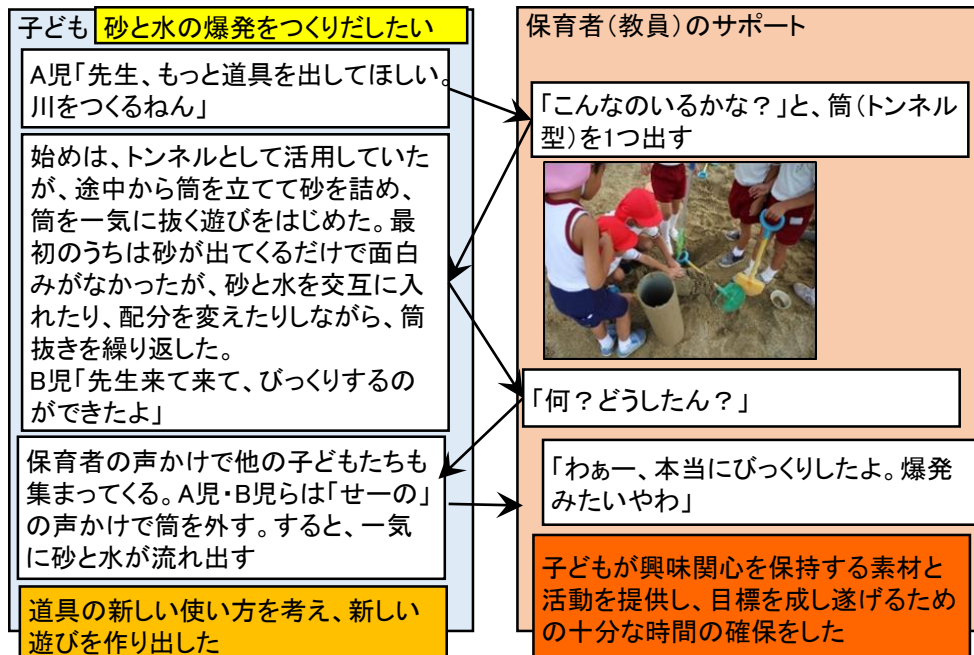 子ども
砂と水の爆発をつくりだしたい
A児「先生、もっと道具を出してほしい。
川をつくるねん」
始めは、トンネルとして活用していた
が、途中から筒を立てて砂を詰め、
筒を一気に抜く遊びをはじめた。最
初のうちは砂が出てくるだけで面白
みがなかったが、砂と水を交互に入
れたり、配分を変えたりしながら、筒
抜きを繰り返した。
B児「先生来て来て、びっくりするの
ができたよ」
保育者の声かけで他の子どもたちも
集まってくる。A児・B児らは「せーの」
の声かけで筒を外す。すると、一気
に砂と水が流れ出す
道具の新しい使い方を考え、新しい
遊びを作り出した
保育者(教員)のサポート
「こんなのいるかな?」と、筒(トンネル
型)を1つ出す
「何?どうしたん?」
「わぁー、本当にびっくりしたよ。爆発
みたいやわ」
子どもが興味関心を保持する素材と
活動を提供し、目標を成し遂げるため
の十分な時間の確保をした